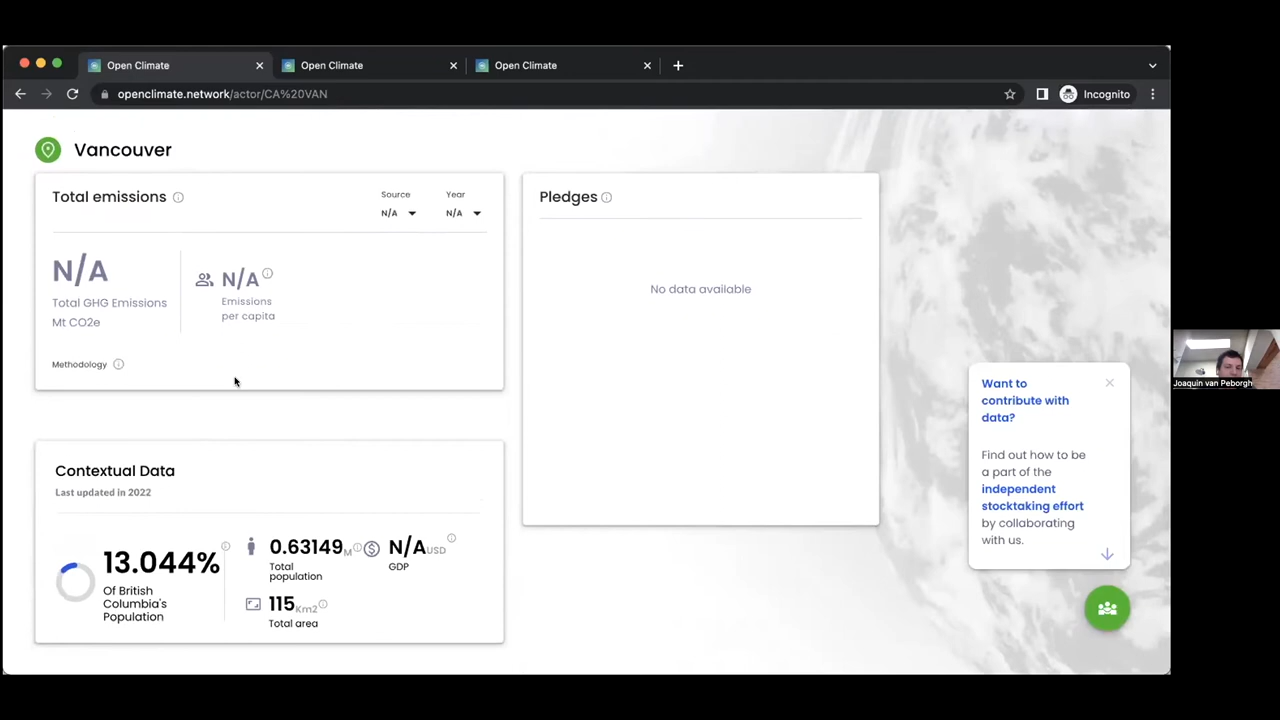 Open Climate
Open Climate
Open Climate
openclimate.network/actor/CA%20VAN
Incognito
Vancouver
Total emissions
Source
Year
N/A
N/A
N/A
Total GHG Emissions
Mt CO2e
N/A
Emissions
per capita
Methodology
Pledges
No data available
Contextual Data
Last updated in 2022
13.044%
Of British
Columbia's
Population
0.63149 M
Total
population
N/A USD
GDP
115 Km2
Total area
Want to
contribute with
data?
Find out how to be
a part of the
independent
stocktaking effort
by collaborating
with us.
Joaquin van Peborgh